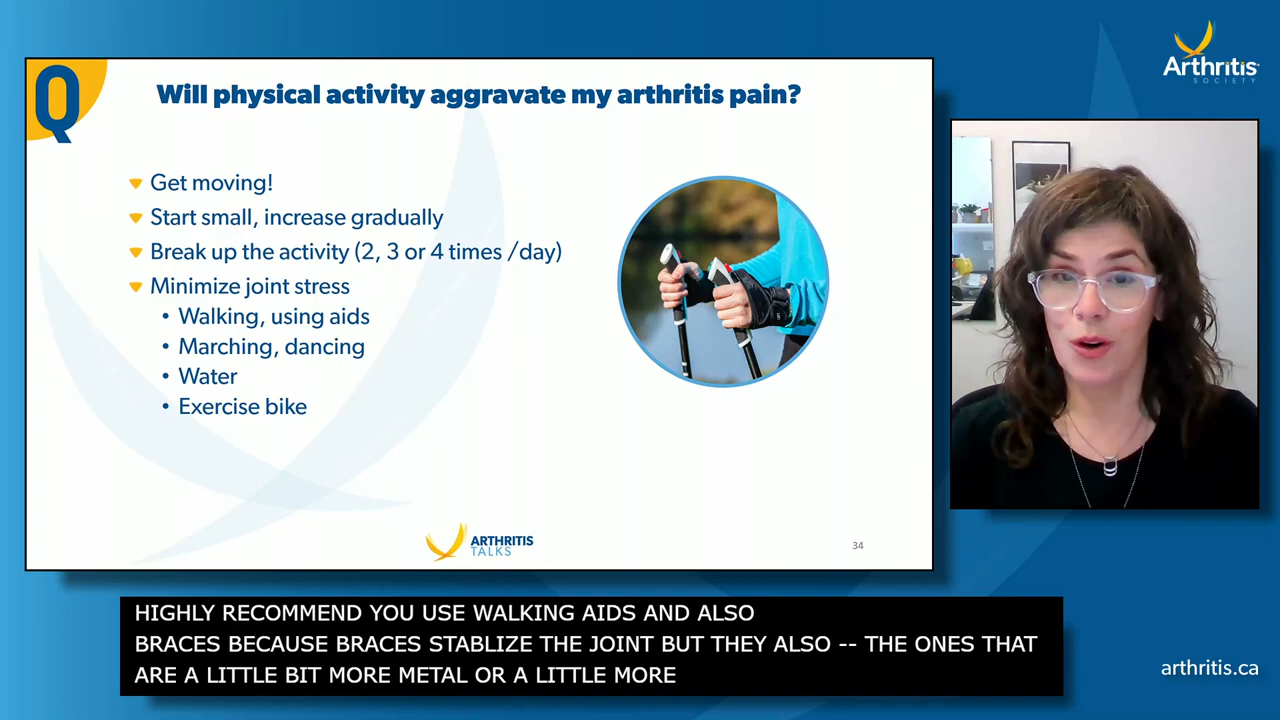 Arthritis
SOCIETY
Q
Will physical activity aggravate my arthritis pain?
Get moving!
Start small, increase gradually
Break up the activity (2, 3 or 4 times /day)
Minimize joint stress
• Walking, using aids
• Marching, dancing
• Water
• Exercise bike
ARTHRITIS
TALKS
34
HIGHLY RECOMMEND YOU USE WALKING AIDS AND ALSO
BRACES BECAUSE BRACES STABLIZE THE JOINT BUT THEY ALSO -- THE ONES THAT
ARE A LITTLE BIT MORE METAL OR A LITTLE MORE
arthritis.ca